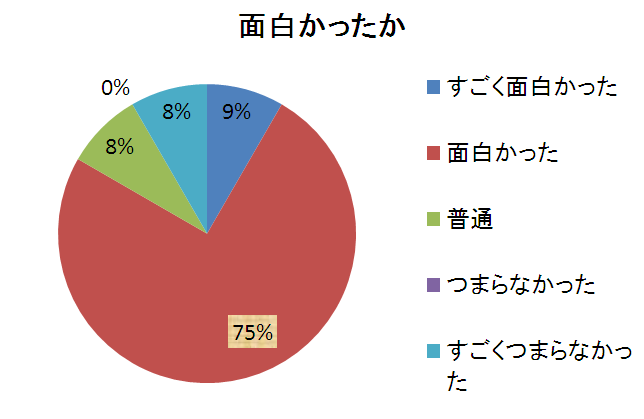 面白かったか
0%
8%
9%
8%
75%
すごく面白かった
面白かった
普通
つまらなかった
すごくつまらなかっ
た